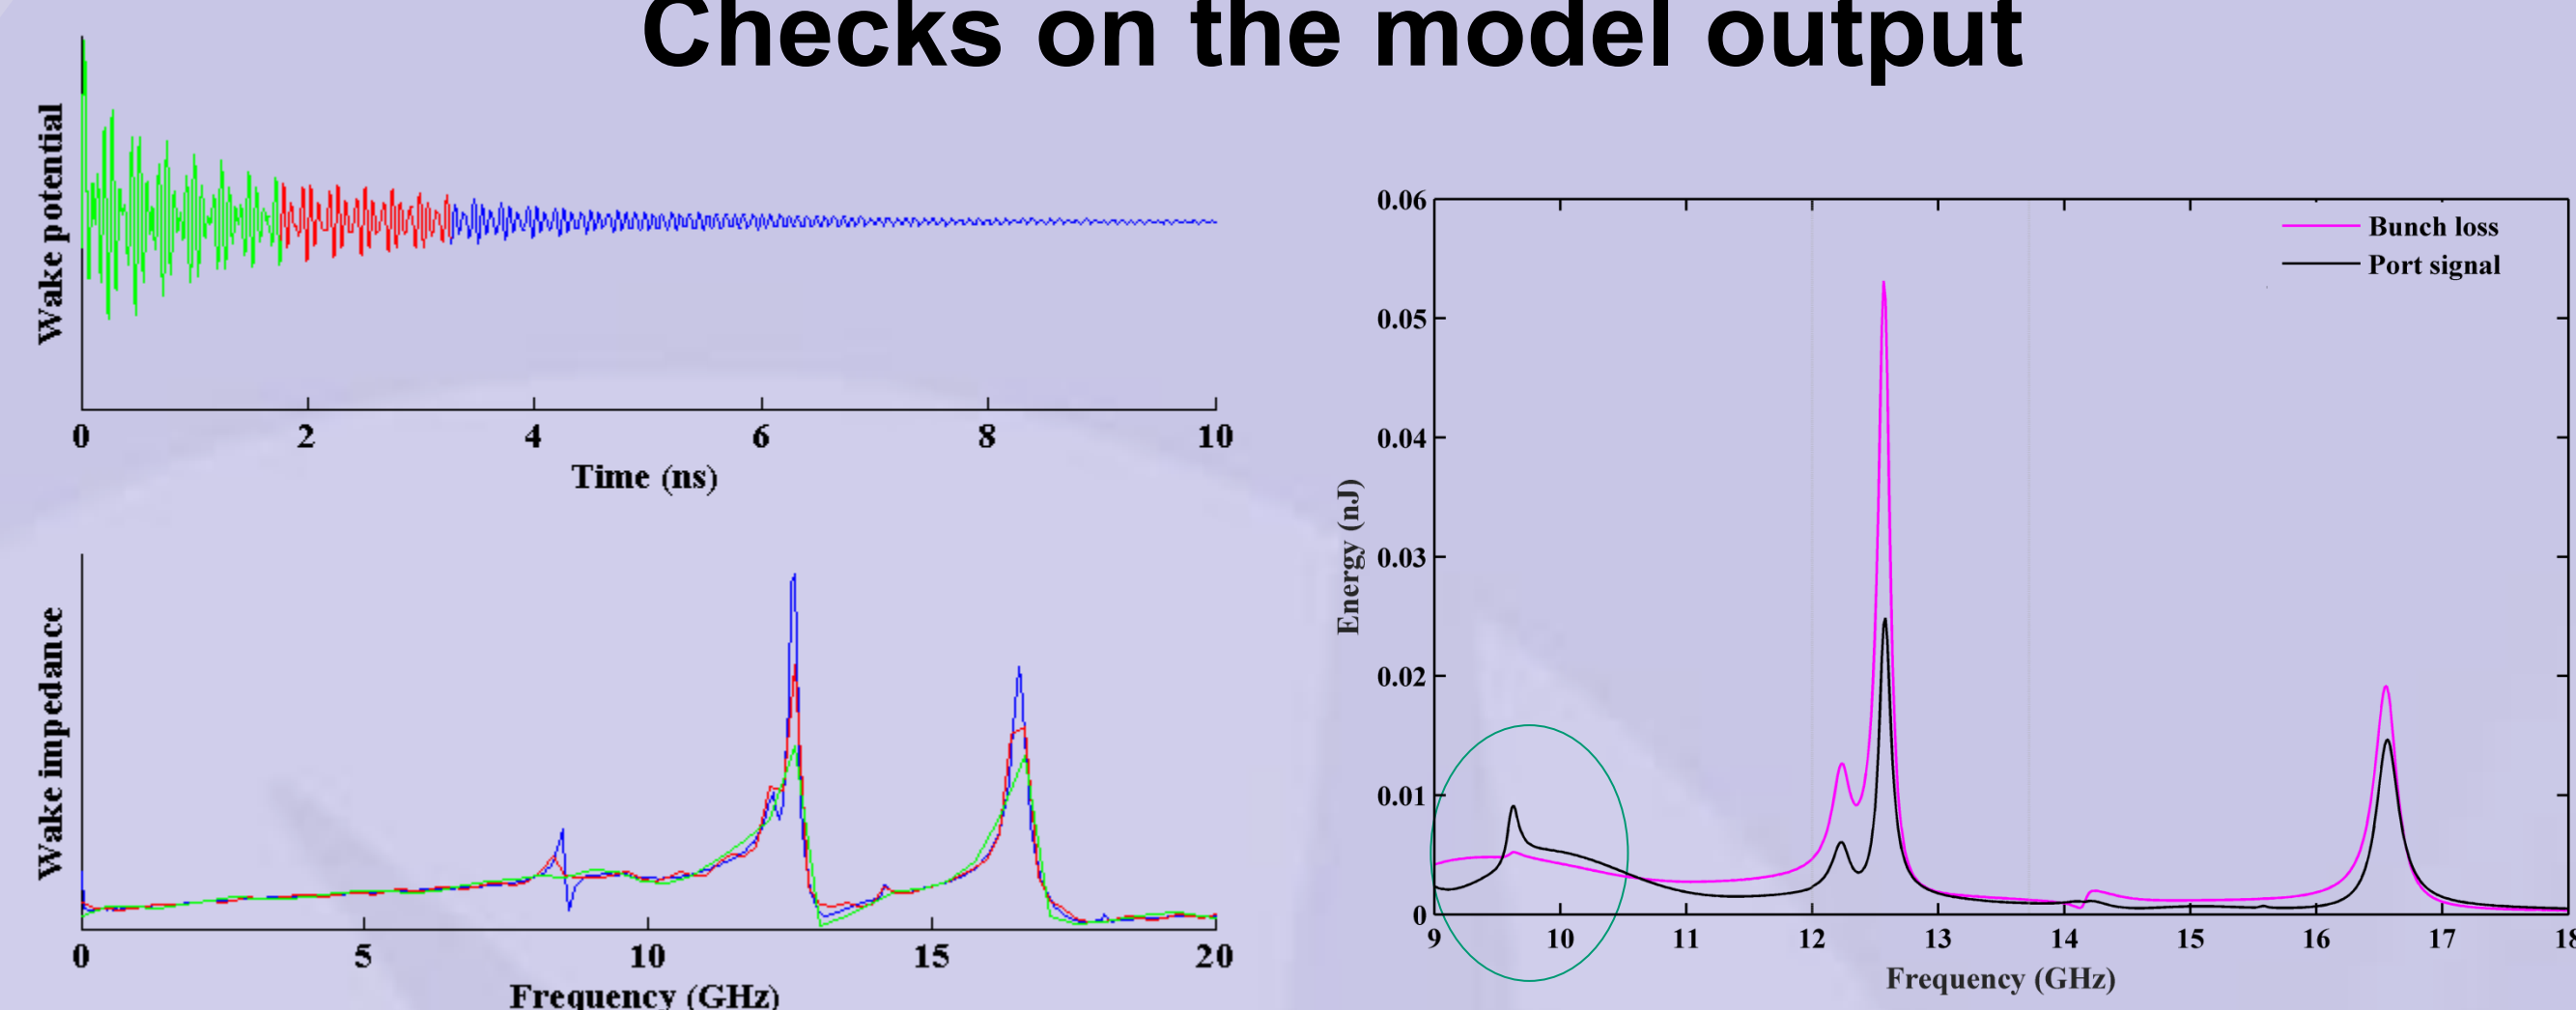 Checks on the model output
Wake potential
0 2 4 6 8 10
Time (ns)
Wake impedance
0 5 10 15 20
Frequency (GHz)
Energy (nJ)
0.06
0.05
0.04
0.03
0.02
0.01
0
Bunch loss
Port signal
9 10 11 12 13 14 15 16 17 18
Frequency (GHz)